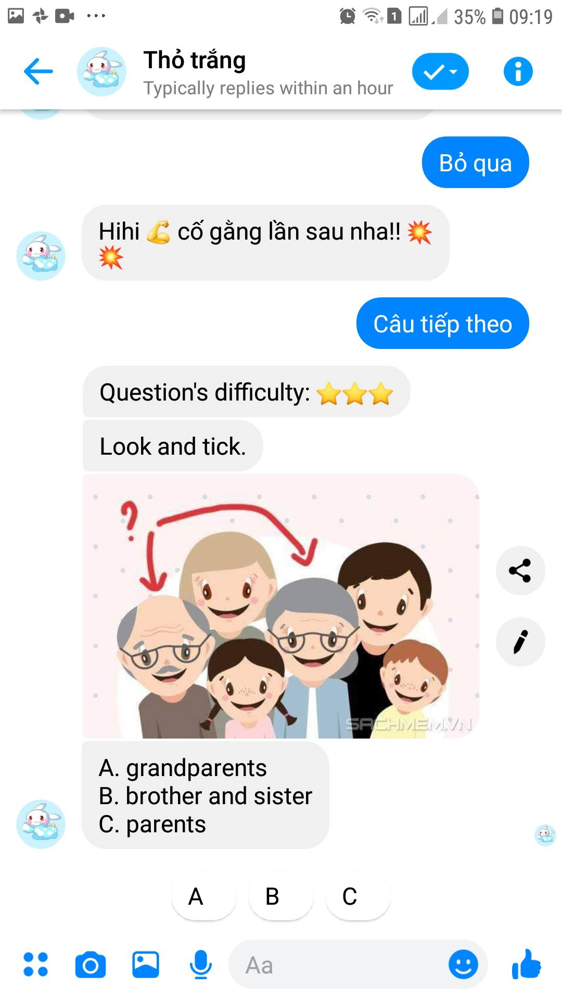 35% 09:19
Thỏ trắng
Typically replies within an hour
Bỏ qua
Hihi 💪 cố gằng lần sau nha!! 💥
💥
Câu tiếp theo
Question's difficulty: ⭐⭐⭐
Look and tick.
?
SACHMEM.VN
A. grandparents
B. brother and sister
C. parents
A B C
Aa